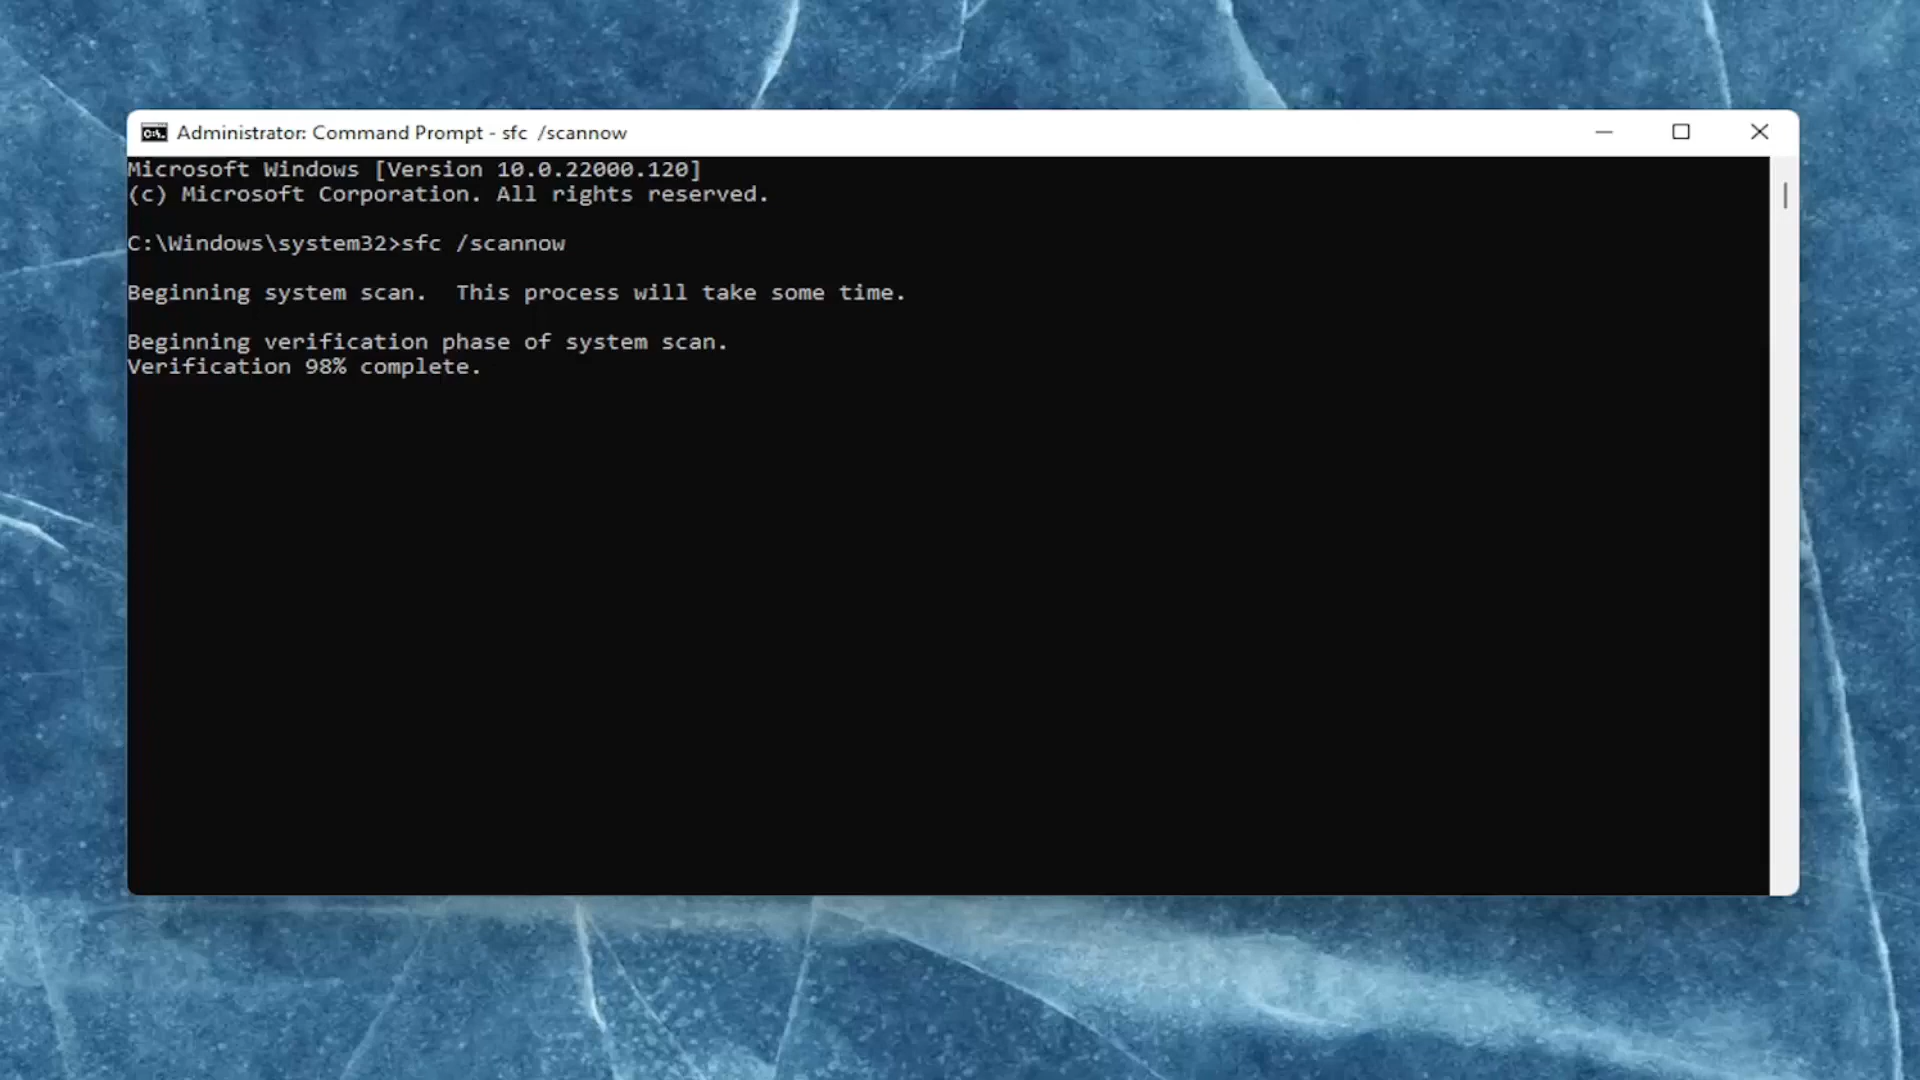 Administrator: Command Prompt - sfc  /scannow
Microsoft Windows [Version 10.0.22000.120]
(c) Microsoft Corporation. All rights reserved.
C:\Windows\system32>sfc /scannow
Beginning system scan.  This process will take some time.
Beginning verification phase of system scan.
Verification 98% complete.